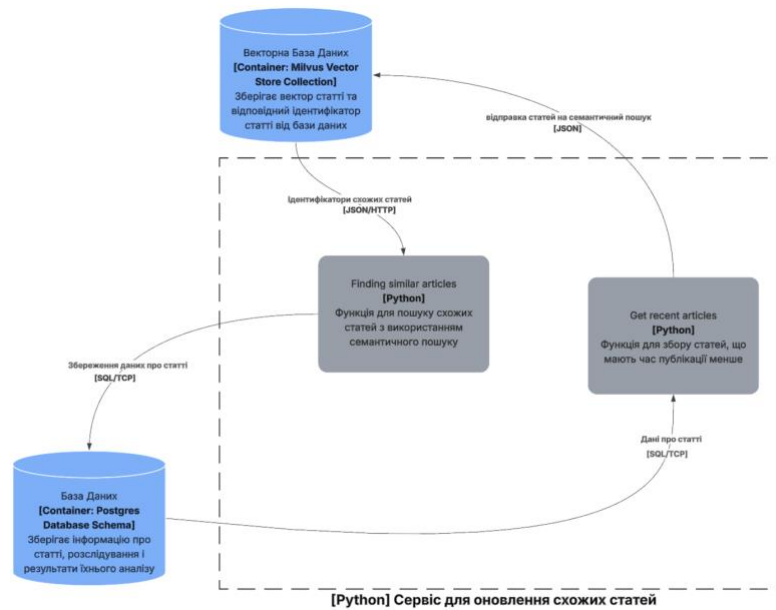 Векторна База Даних
[Container: Milvus Vector
Store Collection]
Зберігає вектор статті та
відповідний ідентифікатор
статті від бази даних
відправка статей на семантичний пошук
[JSON]
Ідентифікатори схожих статей
[JSON/HTTP]
Finding similar articles
[Python]
Функція для пошуку схожих
статей з використанням
семантичного пошуку
Get recent articles
[Python]
Функція для збору статей, що
мають час публікації менше
Збереження даних про статті
[SQL/TCP]
Дані про статті
[SQL/TCP]
База Даних
[Container: Postgres
Database Schema]
Зберігає інформацію про
статті, розслідування і
результати їхнього аналізу
[Python] Сервіс для оновлення схожих статей